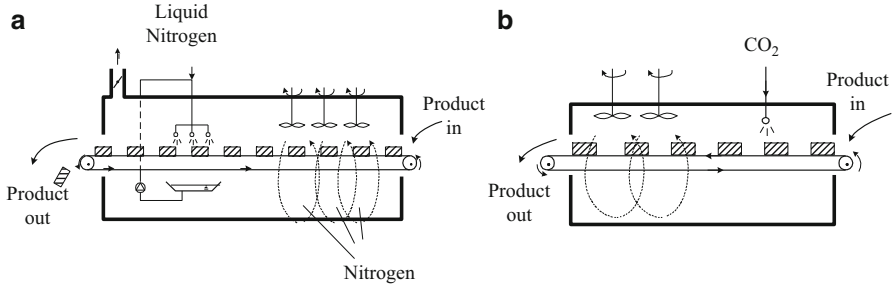 a
Liquid
Nitrogen
Product
in
Product
out
Nitrogen
b
CO₂
Product
in
Product
out